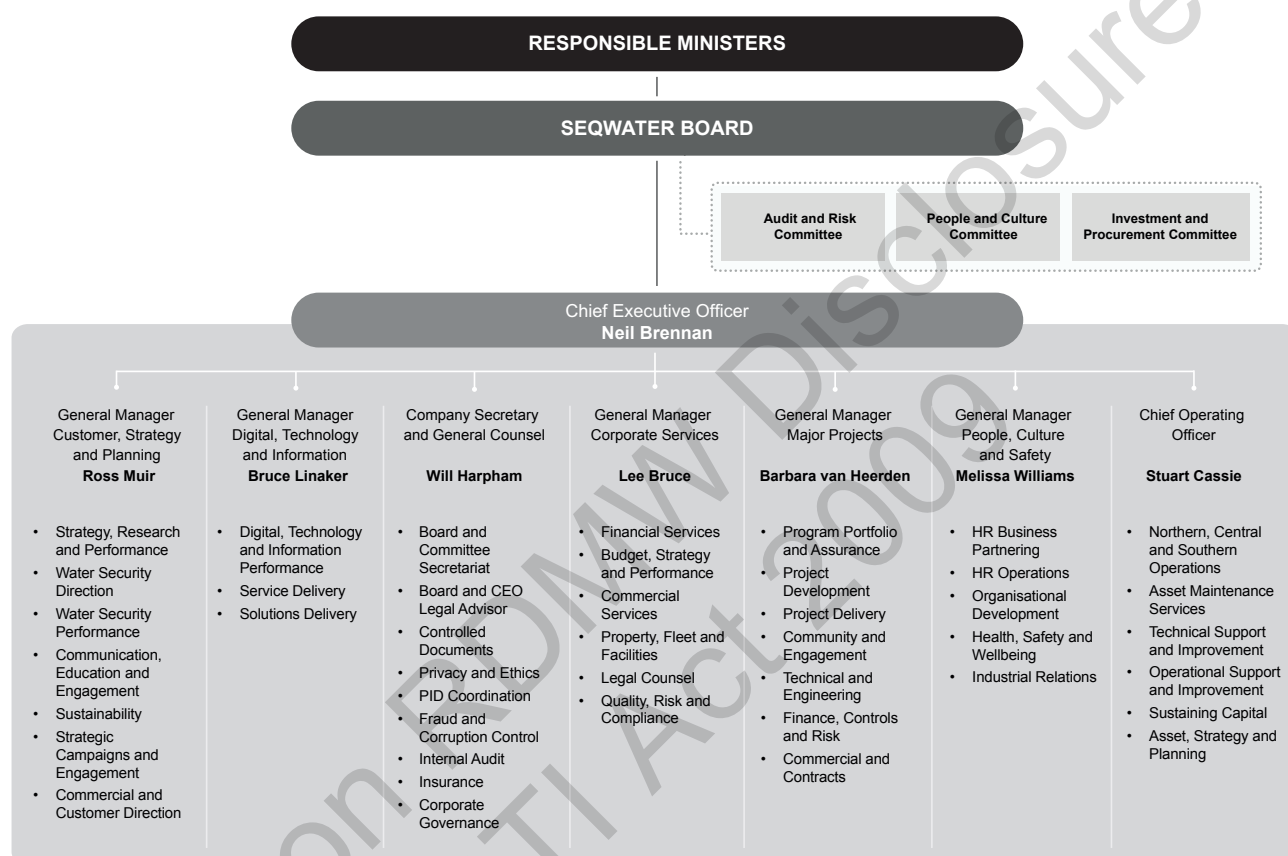 RESPONSIBLE MINISTERS
SEQWATER BOARD
Audit and Risk
Committee
People and Culture
Committee
Investment and
Procurement Committee
Chief Executive Officer
Neil Brennan
General Manager
Customer, Strategy
and Planning
Ross Muir
• Strategy, Research
and Performance
• Water Security
Direction
• Water Security
Performance
• Communication,
Education and
Engagement
• Sustainability
• Strategic
Campaigns and
Engagement
• Commercial and
Customer Direction
General Manager
Digital, Technology
and Information
Bruce Linaker
• Digital, Technology
and Information
Performance
• Service Delivery
• Solutions Delivery
Company Secretary
and General Counsel
Will Harpham
• Board and
Committee
Secretariat
• Board and CEO
Legal Advisor
• Controlled
Documents
• Privacy and Ethics
• PID Coordination
• Fraud and
Corruption Control
• Internal Audit
• Insurance
• Corporate
Governance
General Manager
Corporate Services
Lee Bruce
• Financial Services
• Budget, Strategy
and Performance
• Commercial
Services
• Property, Fleet and
Facilities
• Legal Counsel
• Quality, Risk and
Compliance
General Manager
Major Projects
Barbara van Heerden
• Program Portfolio
and Assurance
• Project
Development
• Project Delivery
• Community and
Engagement
• Technical and
Engineering
• Finance, Controls
and Risk
• Commercial and
Contracts
General Manager
People, Culture
and Safety
Melissa Williams
• HR Business
Partnering
• HR Operations
• Organisational
Development
• Health, Safety and
Wellbeing
• Industrial Relations
Chief Operating
Officer
Stuart Cassie
• Northern, Central
and Southern
Operations
• Asset Maintenance
Services
• Technical Support
and Improvement
• Operational Support
and Improvement
• Sustaining Capital
• Asset, Strategy and
Planning
on RDMW Disclosure
TI Act 2009